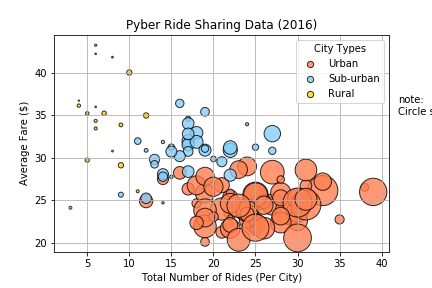 Pyber Ride Sharing Data (2016)
City Types
Urban
Sub-urban
Rural
note:
Circle s
Average Fare ($)
40
35
30
25
20
5
10
15
20
25
30
35
40
Total Number of Rides (Per City)